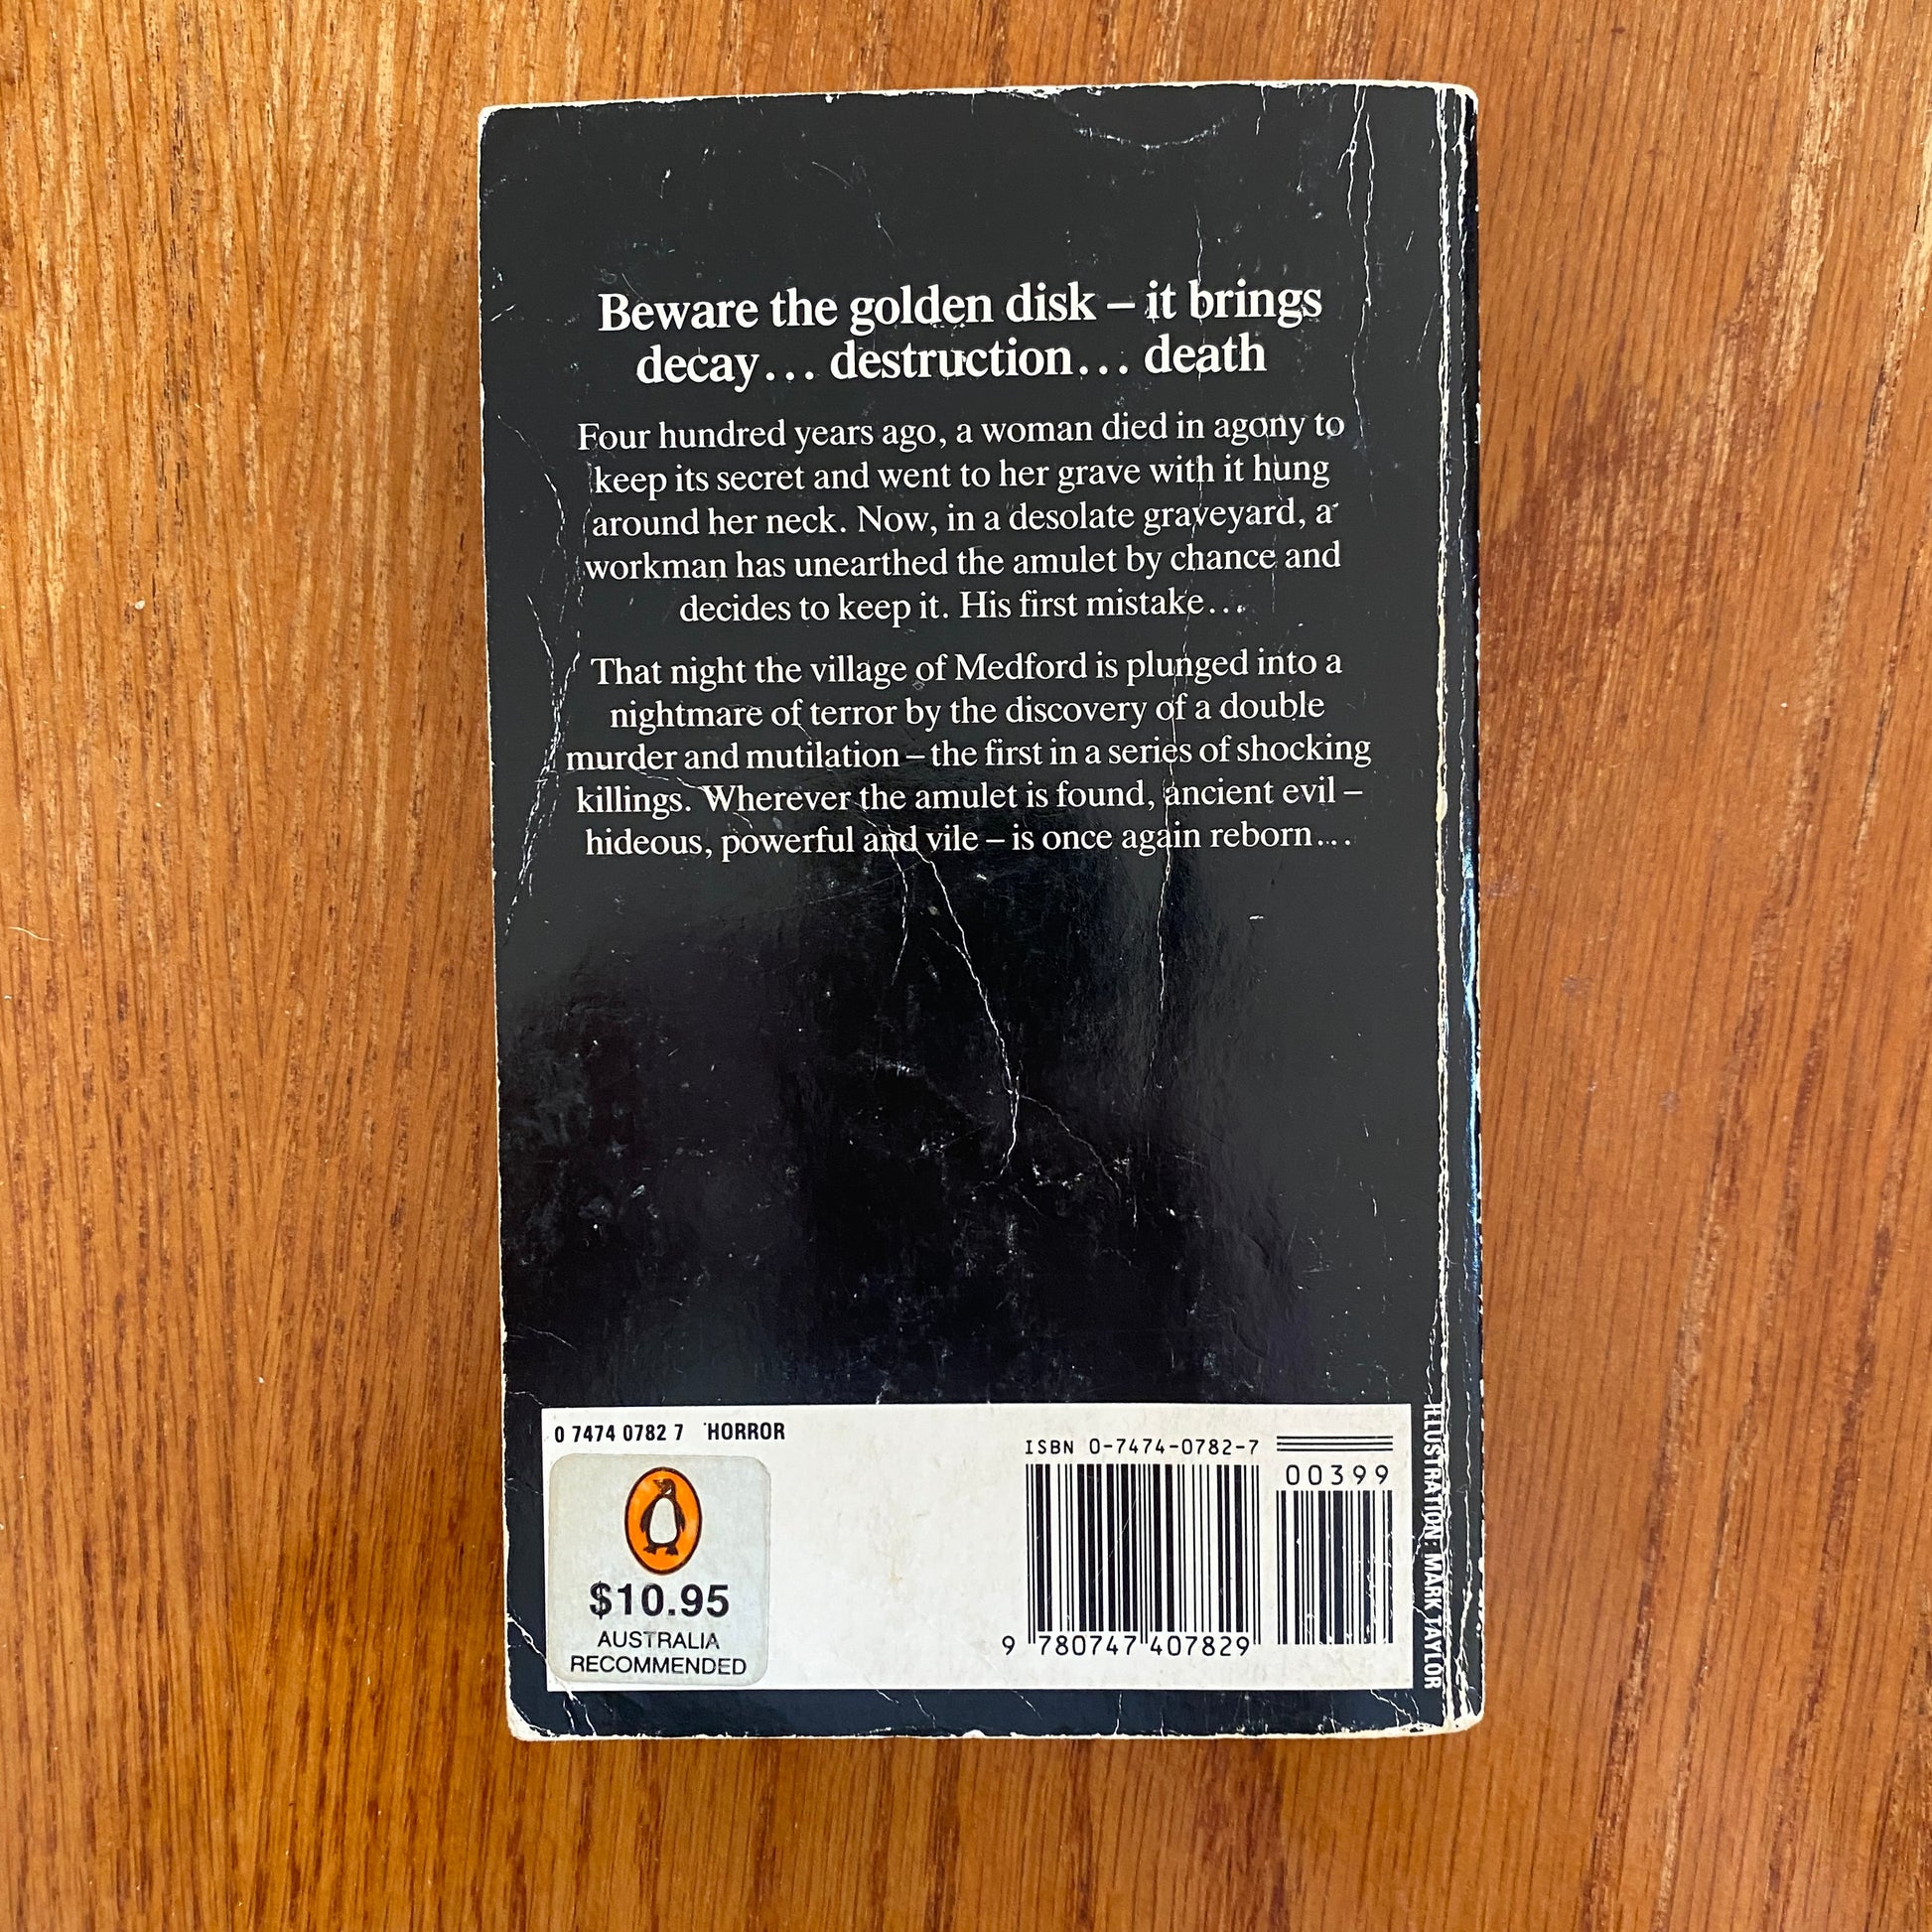 Beware the golden disk – it brings
decay... destruction... death
Four hundred years ago, a woman died in agony to
keep its secret and went to her grave with it hung
around her neck. Now, in a desolate graveyard, a
workman has unearthed the amulet by chance and
decides to keep it. His first mistake...
That night the village of Medford is plunged into a
nightmare of terror by the discovery of a double
murder and mutilation – the first in a series of shocking
killings. Wherever the amulet is found, ancient evil –
hideous, powerful and vile – is once again reborn...
0 7474 0782 7 HORROR
$10.95
AUSTRALIA
RECOMMENDED
ISBN 0-7474-0782-7
00399
9 780747 407829
ILLUSTRATION: MARK TAYLOR